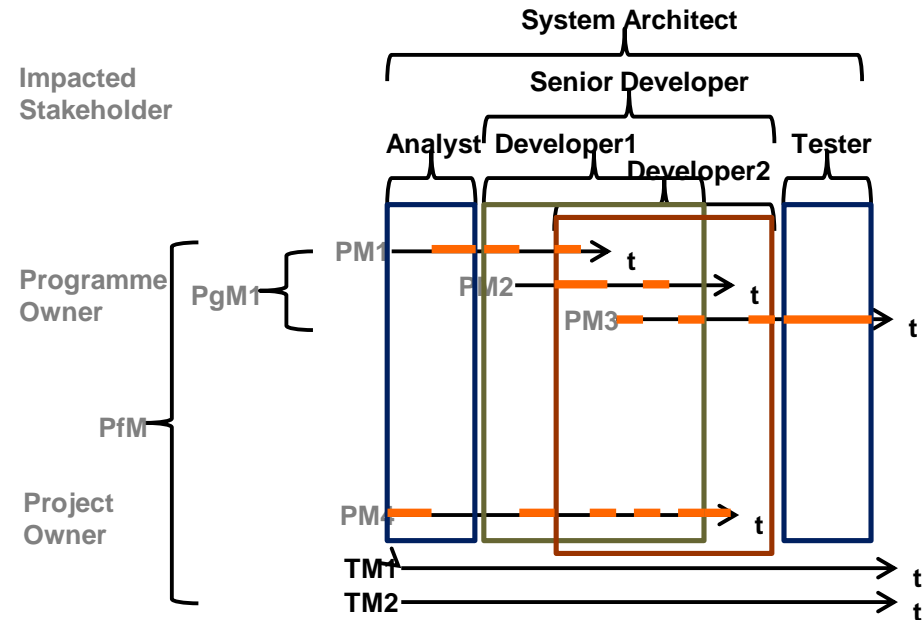 System Architect
Impacted
Stakeholder
Senior Developer
Analyst Developer1 Tester
Developer2
PM1
t
Programme
Owner
PgM1
PM2
t
PM3
t
PfM
Project
Owner
PM4
t
TM1
t
TM2
t